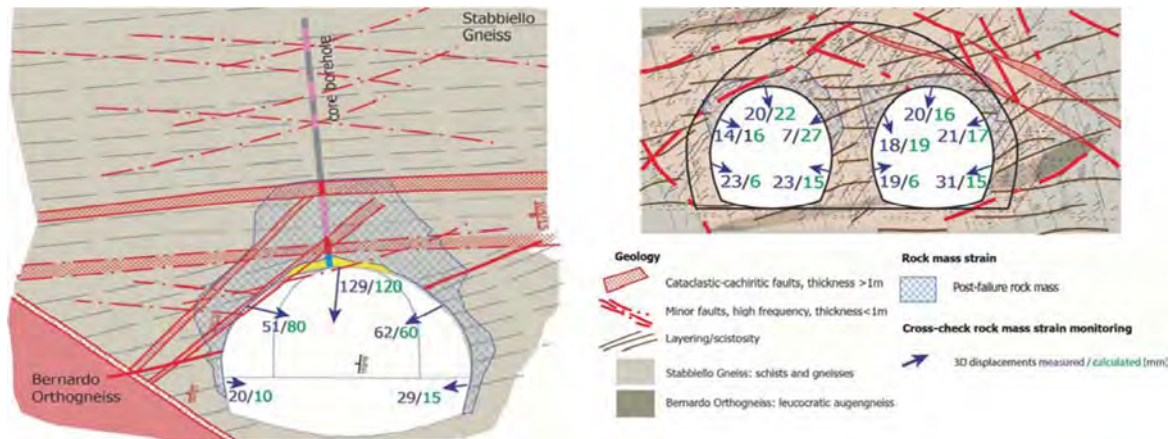 Stabbiello
Gneiss
core borehole
129/120
51/80
62/60
Bernardo
Orthogneiss
20/10
29/15
20/22
14/16
7/27
23/6
23/15
20/16
18/19
21/17
19/6
31/15
Geology
Cataclastic-cachiritic faults, thickness >1m
Minor faults, high frequency, thickness<1m
Layering/scistosity
Stabbiello Gneiss: schists and gneisses
Bernardo Orthogneiss: leucocratic augengneiss
Rock mass strain
Post-failure rock mass
Cross-check rock mass strain monitoring
3D displacements measured / calculated [mm]